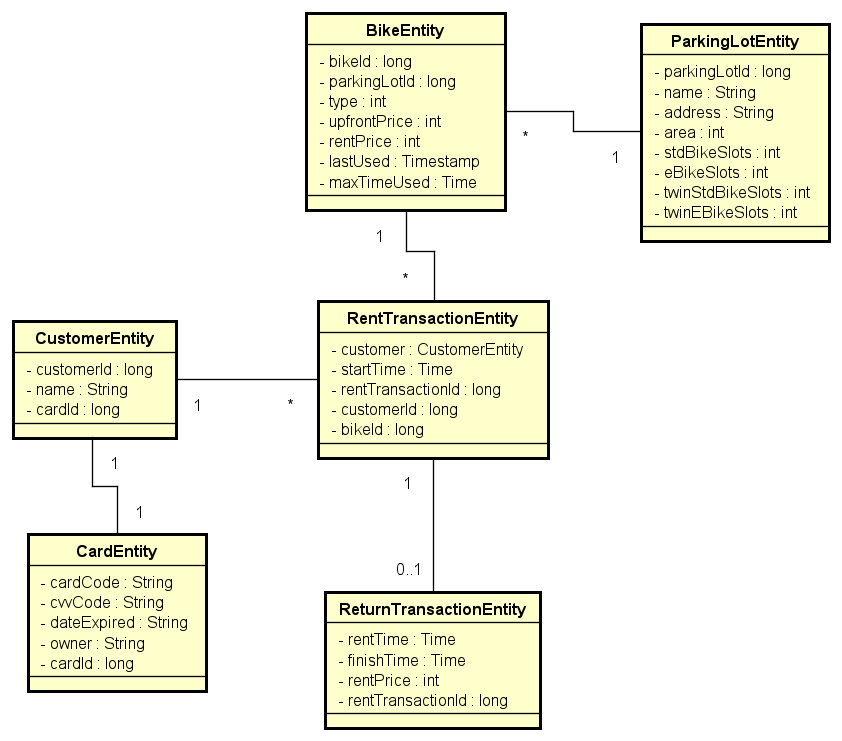 BikeEntity
- bikeId : long
- parkingLotId : long
- type : int
- upfrontPrice : int
- rentPrice : int
- lastUsed : Timestamp
- maxTimeUsed : Time
ParkingLotEntity
- parkingLotId : long
- name : String
- address : String
- area : int
- stdBikeSlots : int
- eBikeSlots : int
- twinStdBikeSlots : int
- twinEBikeSlots : int
*
1
1
*
RentTransactionEntity
- customer : CustomerEntity
- startTime : Time
- rentTransactionId : long
- customerId : long
- bikeId : long
CustomerEntity
- customerId : long
- name : String
- cardId : long
1
*
1
1
CardEntity
- cardCode : String
- cvvCode : String
- dateExpired : String
- owner : String
- cardId : long
1
0..1
ReturnTransactionEntity
- rentTime : Time
- finishTime : Time
- rentPrice : int
- rentTransactionId : long